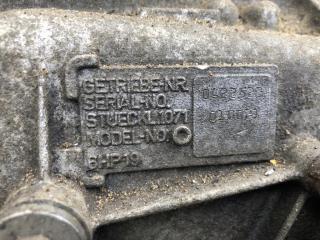 GETRIEBE-NR.
SERIAL-NO.
STUECKL.1071
MODEL-NO.
6HP19